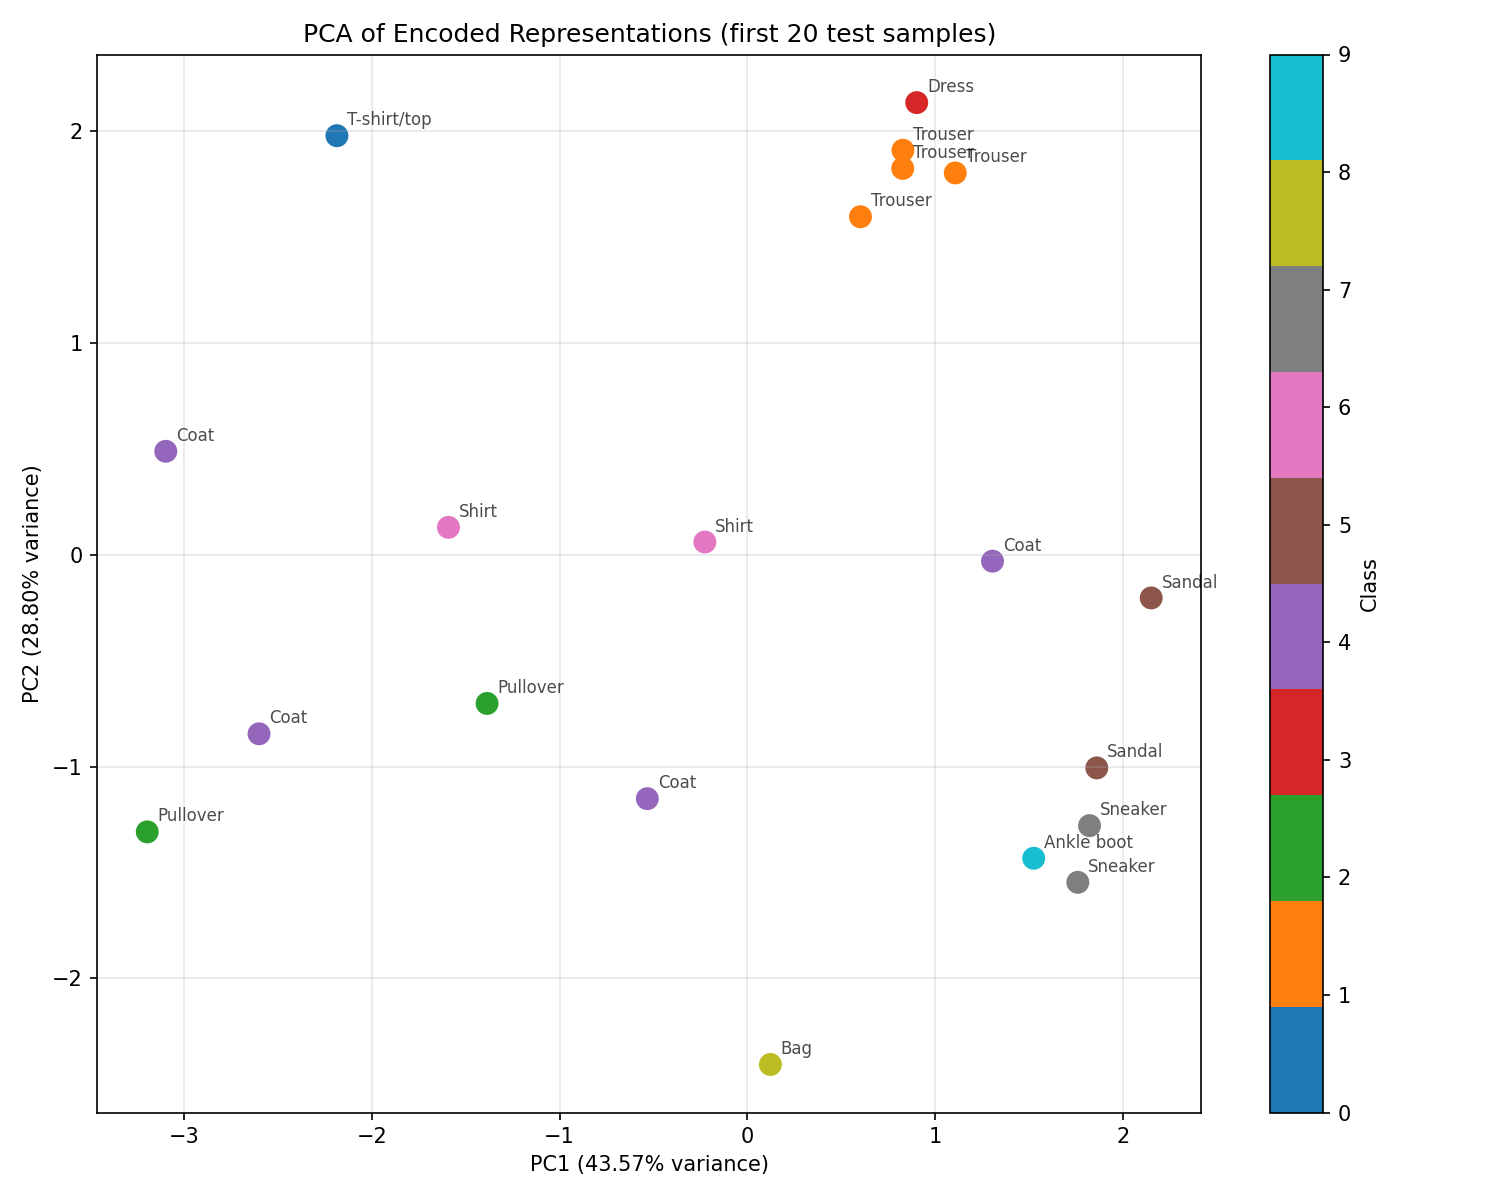 PCA of Encoded Representations (first 20 test samples)
Dress
T-shirt/top
Trouser
Trouser
Trouser
Trouser
Coat
Shirt
Shirt
Coat
Sandal
Pullover
Coat
Sandal
Coat
Pullover
Sneaker
Ankle boot
Sneaker
Bag
2
1
0
−1
−2
PC2 (28.80% variance)
−3
−2
−1
0
1
2
PC1 (43.57% variance)
9
8
7
6
5
4
3
2
1
0
Class